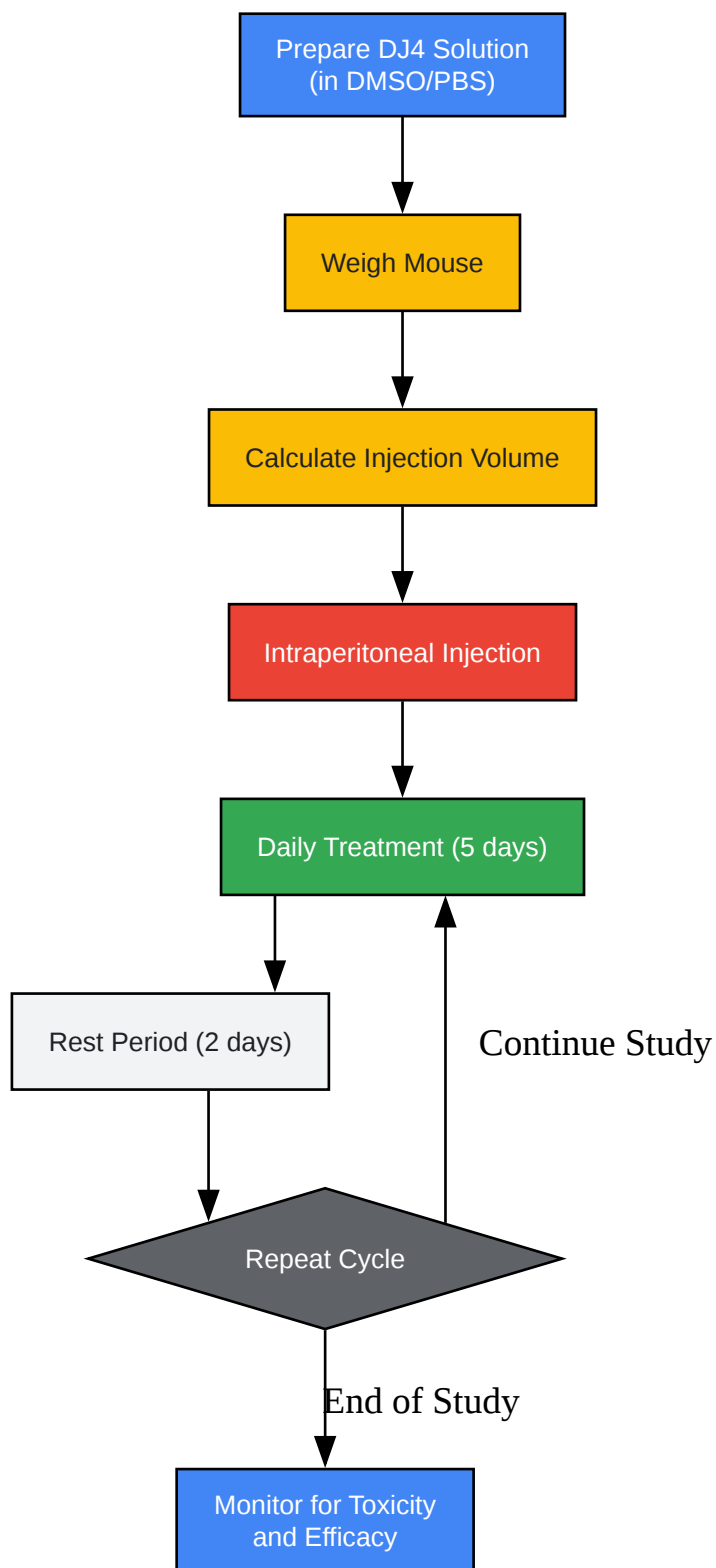 Prepare DJ4 Solution
(in DMSO/PBS)
Weigh Mouse
Calculate Injection Volume
Intraperitoneal Injection
Daily Treatment (5 days)
Rest Period (2 days)
Continue Study
Repeat Cycle
End of Study
Monitor for Toxicity
and Efficacy